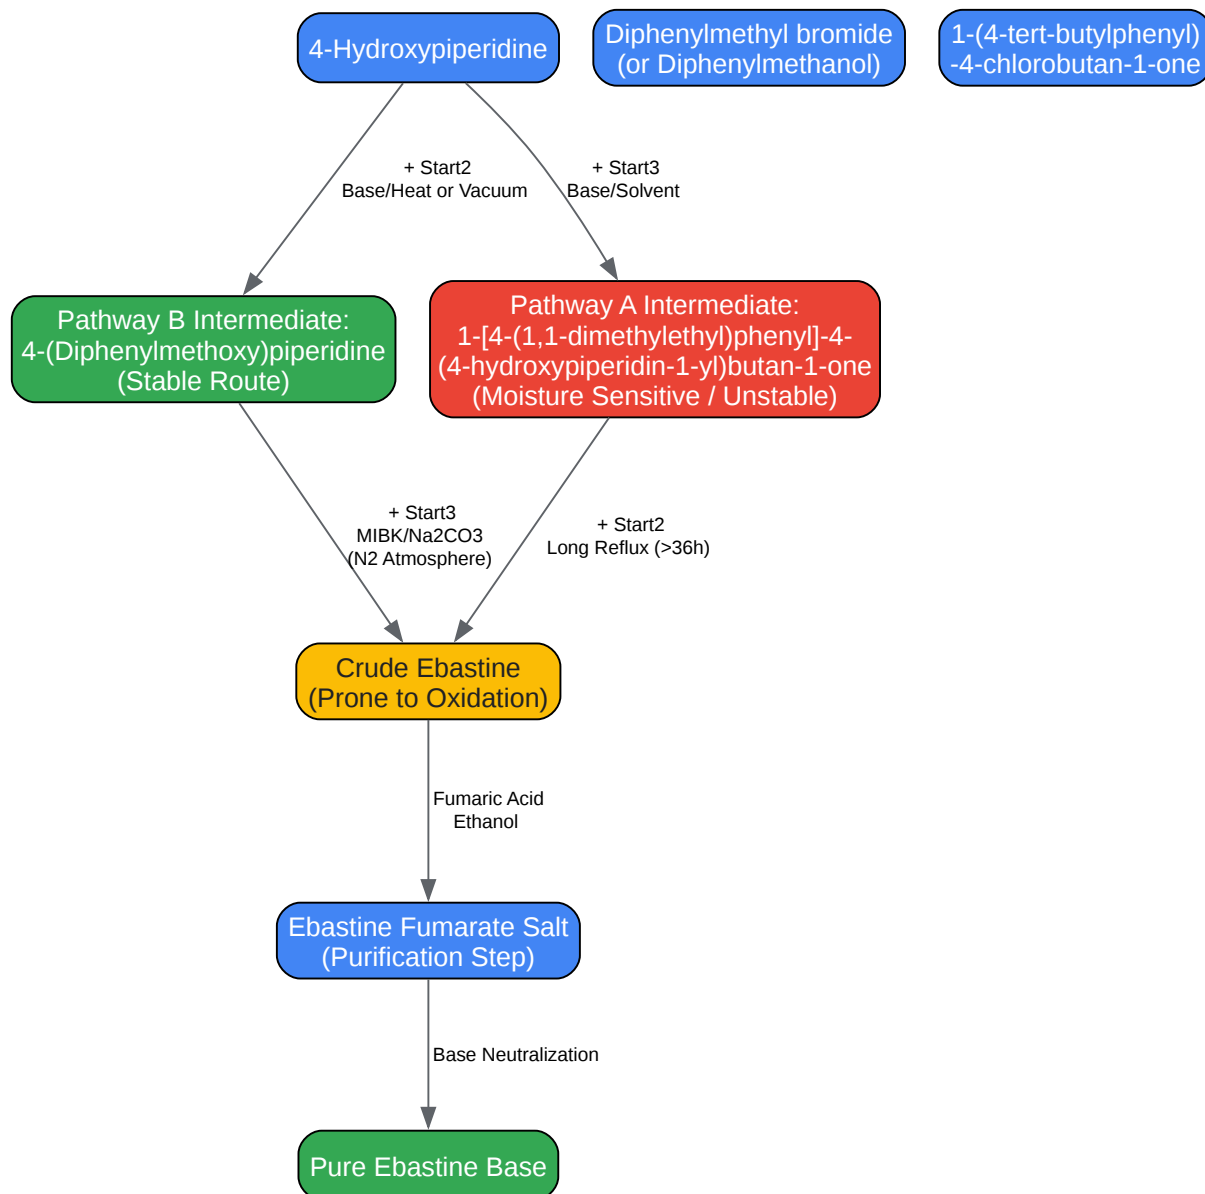 4-Hydroxypiperidine
Diphenylmethyl bromide
(or Diphenylmethanol)
1-(4-tert-butylphenyl)
-4-chlorobutan-1-one
+ Start2
Base/Heat or Vacuum
+ Start3
Base/Solvent
Pathway B Intermediate:
4-(Diphenylmethoxy)piperidine
(Stable Route)
Pathway A Intermediate:
1-[4-(1,1-dimethylethyl)phenyl]-4-
(4-hydroxypiperidin-1-yl)butan-1-one
(Moisture Sensitive / Unstable)
+ Start3
MIBK/Na2CO3
(N2 Atmosphere)
+ Start2
Long Reflux (>36h)
Crude Ebastine
(Prone to Oxidation)
Fumaric Acid
Ethanol
Ebastine Fumarate Salt
(Purification Step)
Base Neutralization
Pure Ebastine Base